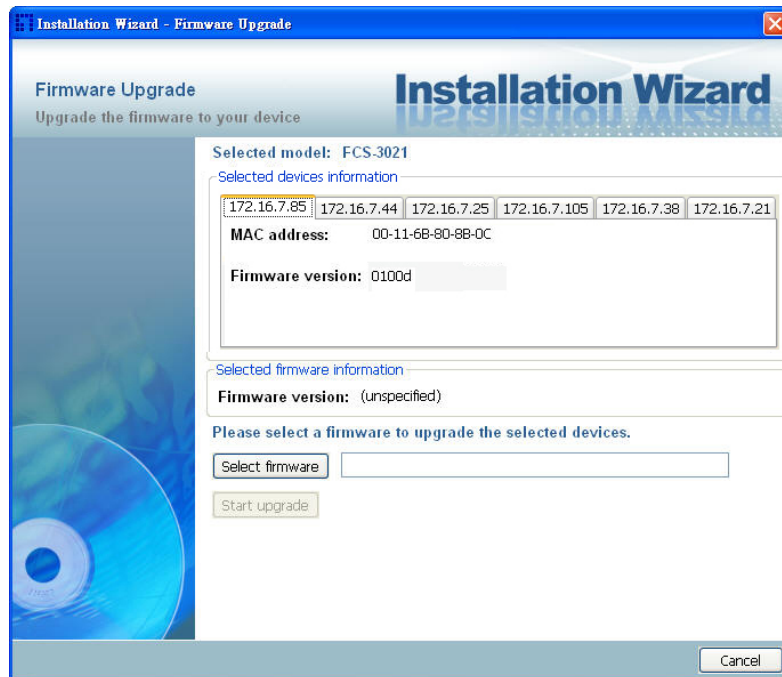 Installation Wizard - Firmware Upgrade
Firmware Upgrade
Upgrade the firmware to your device
Installation Wizard
Selected model: FCS-3021
Selected devices information
172.16.7.85 172.16.7.44 172.16.7.25 172.16.7.105 172.16.7.38 172.16.7.21
MAC address: 00-11-6B-80-8B-0C
Firmware version: 0100d
Selected firmware information
Firmware version: (unspecified)
Please select a firmware to upgrade the selected devices.
Select firmware
Start upgrade
Cancel